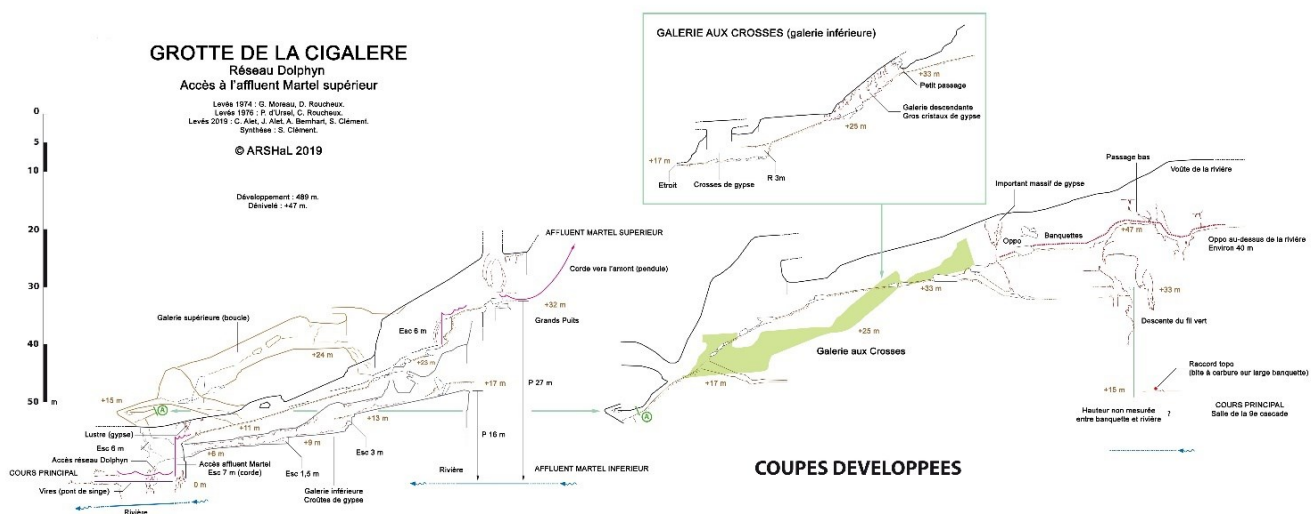 GROTTE DE LA CIGALERE
Réseau Dolphyn
Accès à l'affluent Martel supérieur
Levés 1974 : G. Moreau, D. Roucheux.
Levés 1976 : P. d'Ursel, C. Roucheux.
Levés 2019 : C. Alet, J. Alet. A. Bernhart, S. Clément.
Synthèse : S. Clément.
© ARSHaL 2019
Développement : 489 m.
Dénivelé : +47 m.
0
5
10
20
30
40
50 m
GALERIE AUX CROSSES (galerie inférieure)
+33 m
Petit passage
Galerie descendante
Gros cristaux de gypse
+25 m
+17 m
R 3m
Etroit
Crosses de gypse
AFFLUENT MARTEL SUPERIEUR
Corde vers l'amont (pendule)
+32 m
Grands Puits
Esc 6 m
Galerie supérieure (boucle)
+24 m
+25 m
+17 m
P 27 m
+15 m
A
+11 m
+13 m
Lustre (gypse)
P 16 m
Esc 6 m
+9 m
Esc 3 m
+6 m
Accès réseau Dolphyn
Accès affluent Martel
Esc 7 m (corde)
Esc 1,5 m
COURS PRINCIPAL
Rivière
AFFLUENT MARTEL INFERIEUR
Vires (pont de singe)
0 m
Galerie inférieure
Croûtes de gypse
Rivière
Passage bas
Voûte de la rivière
Important massif de gypse
+47 m
Oppo
Banquettes
Oppo au-dessus de la rivière
Environ 40 m
+33 m
+33 m
Descente du fil vert
+25 m
Galerie aux Crosses
+17 m
A
Raccord topo
(bite à carbure sur large banquette)
+15 m
Hauteur non mesurée
entre banquette et rivière
?
COURS PRINCIPAL
Salle de la 9e cascade
COUPES DEVELOPPEES